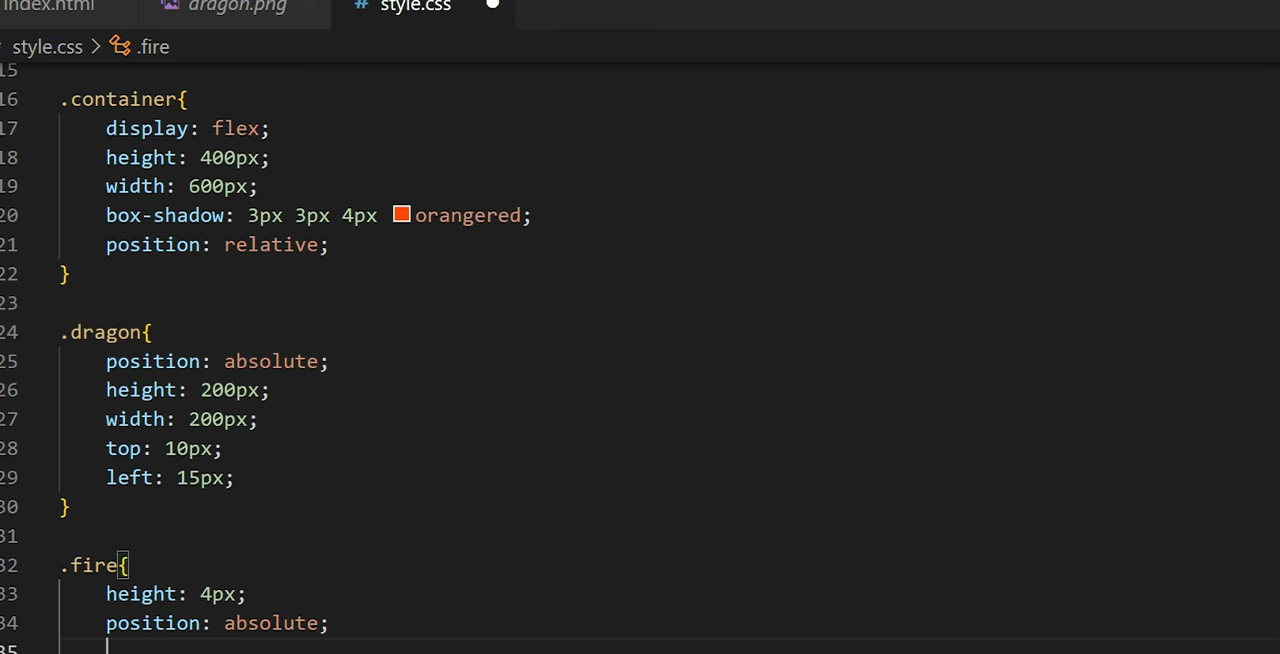 index.html dragon.png # style.css
style.css > .fire
15
16 .container{
17 display: flex;
18 height: 400px;
19 width: 600px;
20 box-shadow: 3px 3px 4px orangered;
21 position: relative;
22 }
23
24 .dragon{
25 position: absolute;
26 height: 200px;
27 width: 200px;
28 top: 10px;
29 left: 15px;
30 }
31
32 .fire{
33 height: 4px;
34 position: absolute;
35